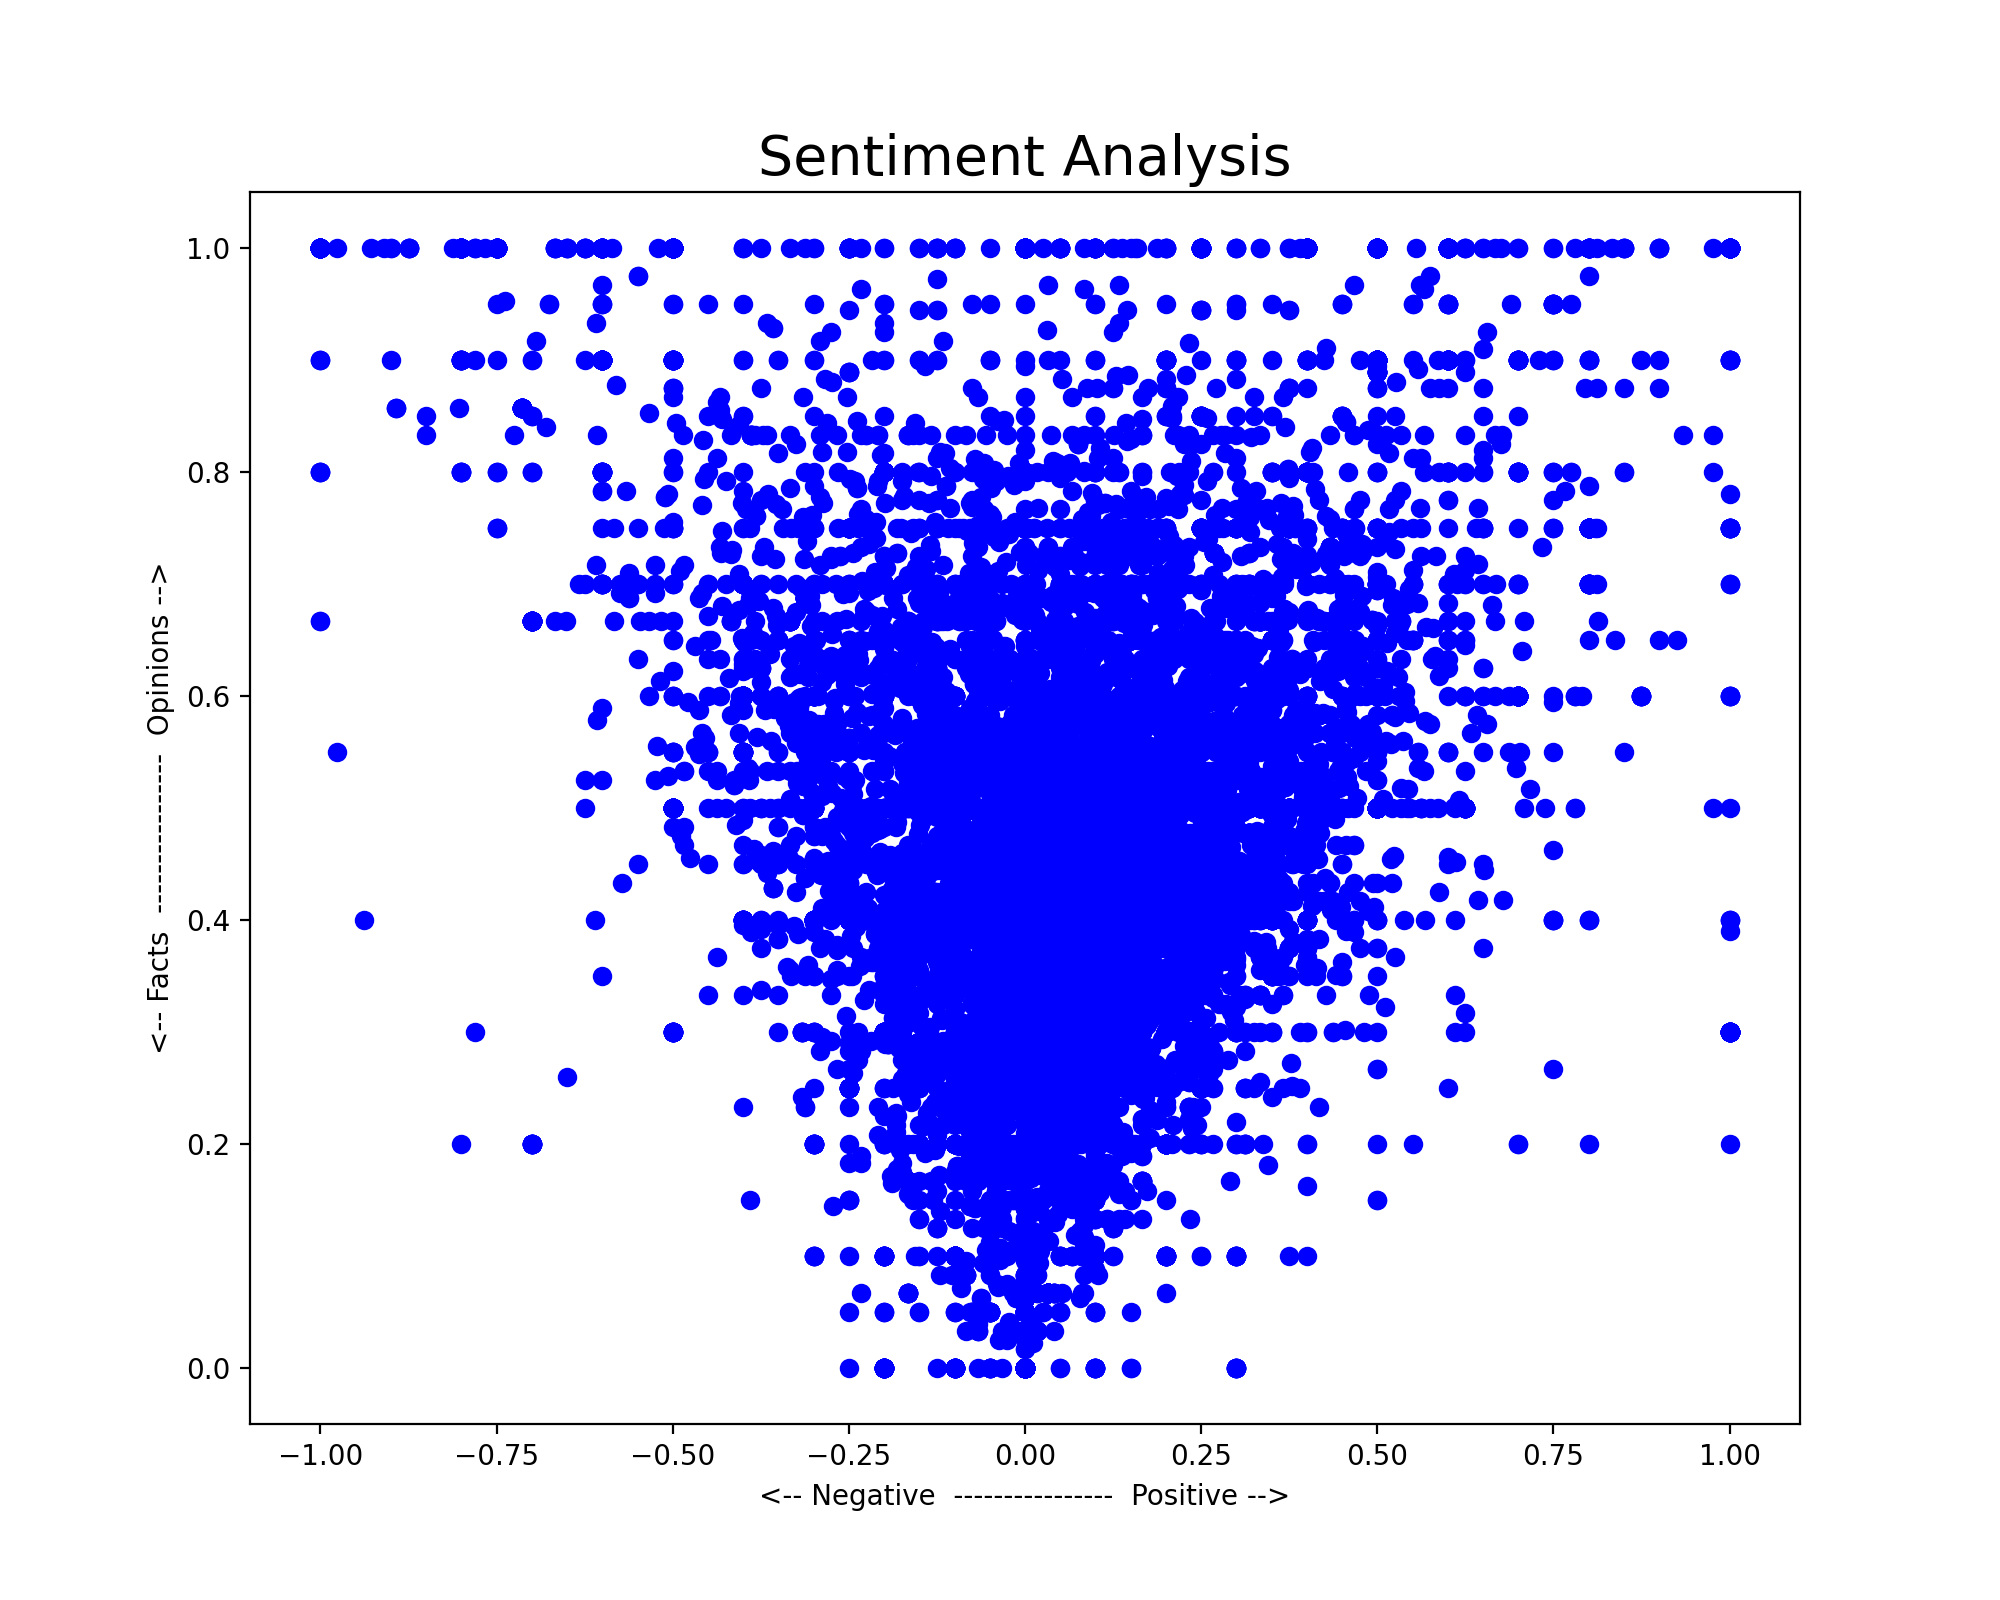 Sentiment Analysis
1.0
0.8
0.6
0.4
0.2
0.0
<-- Facts  ----------------  Opinions -->
−1.00 −0.75 −0.50 −0.25 0.00 0.25 0.50 0.75 1.00
<-- Negative  ----------------  Positive -->